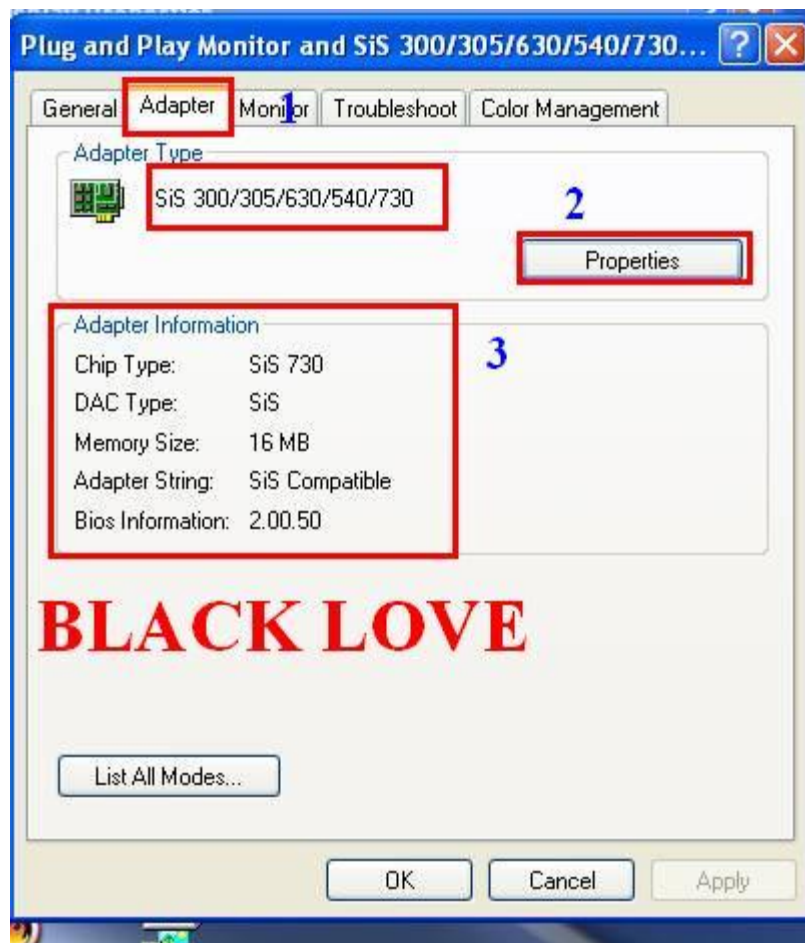 Plug and Play Monitor and SiS 300/305/630/540/730...
General Adapter Monitor Troubleshoot Color Management
1
Adapter Type
SiS 300/305/630/540/730
2
Properties
Adapter Information
3
Chip Type: SiS 730
DAC Type: SiS
Memory Size: 16 MB
Adapter String: SiS Compatible
Bios Information: 2.00.50
BLACK LOVE
List All Modes...
OK Cancel Apply